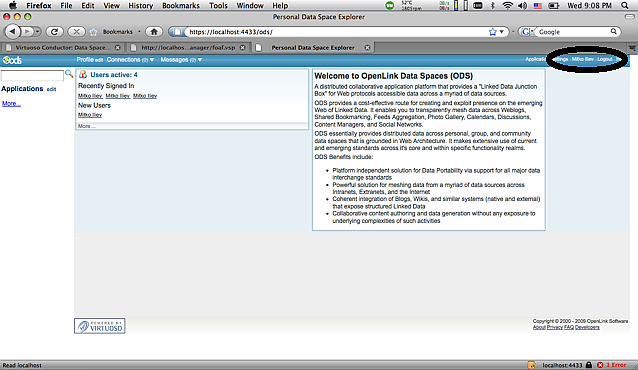 Firefox File Edit View History Bookmarks Tools Window Help 52°C 1805rpm Wed 9:08 PM
Personal Data Space Explorer
Bookmarks https://localhost:4433/ods/ Google
Virtuoso Conductor: Data Space... http://localhos...anager/foaf.vsp Personal Data Space Explorer
ods Profile edit Connections (0) Messages (0) Mitko Iliev Logout
Applications edit
More...
Users active: 4
Recently Signed In
Mitko Iliev Mitko Iliev Mitko Iliev
New Users
Mitko Iliev
More...
Welcome to OpenLink Data Spaces (ODS)
A distributed collaborative application platform that provides a "Linked Data Junction
Box" for Web protocols accessible data across a myriad of data sources.
ODS provides a cost-effective route for creating and exploit presence on the emerging
Web of Linked Data. It enables you to transparently mesh data across Weblogs,
Shared Bookmarking, Feeds Aggregation, Photo Gallery, Calendars, Discussions,
Content Managers, and Social Networks.
ODS essentially provides distributed data across personal, group, and community
data spaces that is grounded in Web Architecture. It makes extensive use of current
and emerging standards across it's core and within specific functionality realms.
ODS Benefits include:
• Platform independent solution for Data Portability via support for all major data
interchange standards
• Powerful solution for meshing data from a myriad of data sources across
Intranets, Extranets, and the Internet
• Coherent integration of Blogs, Wikis, and similar systems (native and external)
that expose structured Linked Data
• Collaborative content authoring and data generation without any exposure to
underlying complexities of such activities
POWERED BY
VIRTUOSO
Copyright © 2000 - 2009 OpenLink Software
About Privacy FAQ Developers
Read localhost localhost:4433 1 Error